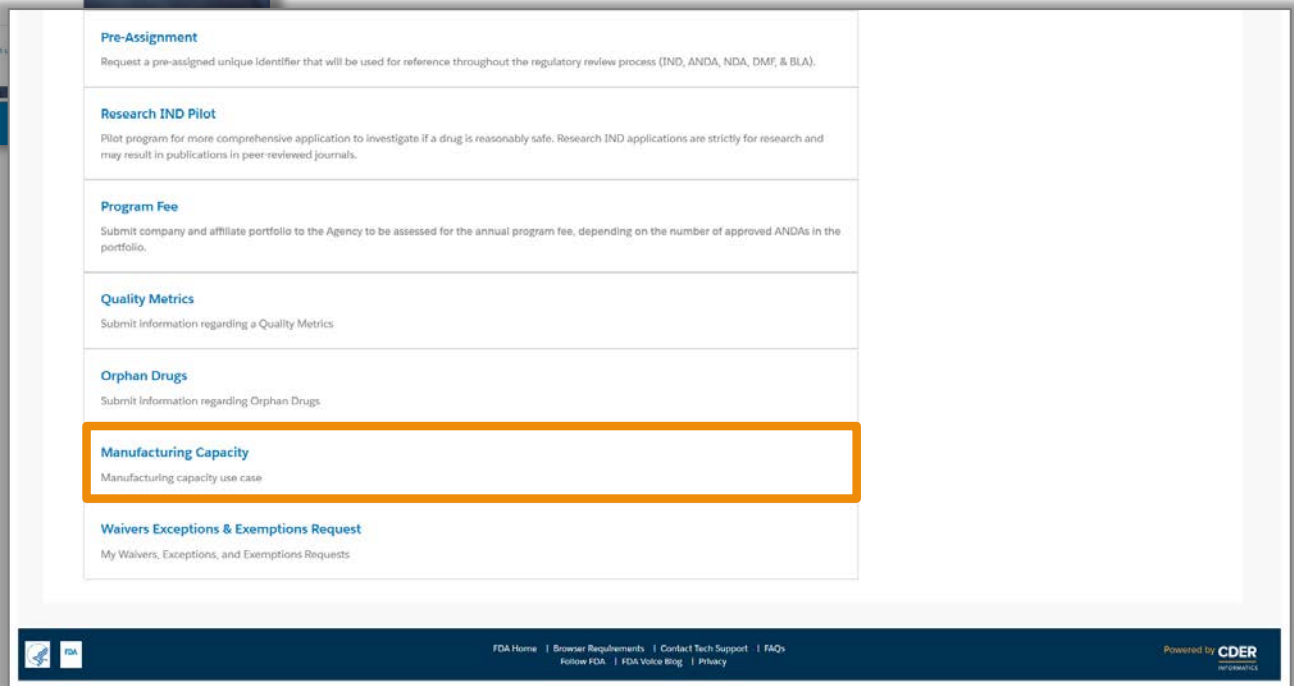 Pre-Assignment
Request a pre-assigned unique identifier that will be used for reference throughout the regulatory review process (IND, ANDA, NDA, DMF, & BLA).
Research IND Pilot
Pilot program for more comprehensive application to investigate if a drug is reasonably safe. Research IND applications are strictly for research and
may result in publications in peer-reviewed journals.
Program Fee
Submit company and affiliate portfolio to the Agency to be assessed for the annual program fee, depending on the number of approved ANDAs in the
portfolio.
Quality Metrics
Submit information regarding a Quality Metrics
Orphan Drugs
Submit information regarding Orphan Drugs
Manufacturing Capacity
Manufacturing capacity use case
Waivers Exceptions & Exemptions Request
My Waivers, Exceptions, and Exemptions Requests
FDA
FDA Home | Browser Requirements | Contact Tech Support | FAQs
Follow FDA | FDA Voice Blog | Privacy
Powered by CDER
INFORMATICS